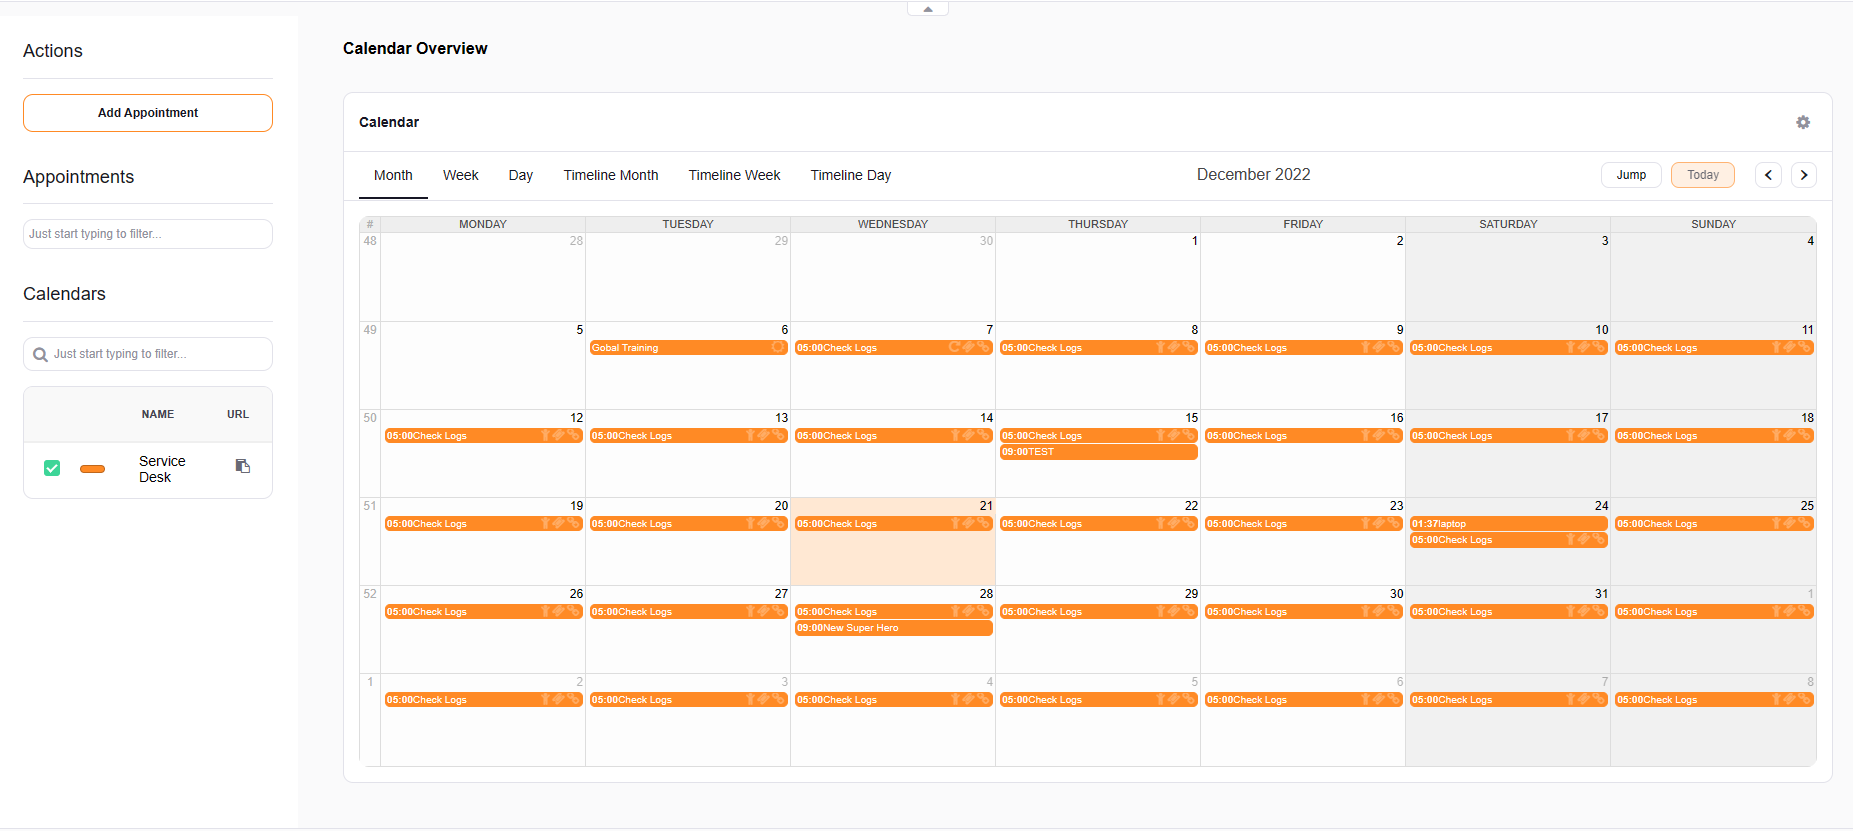 Actions
Add Appointment
Appointments
Just start typing to filter...
Calendars
Just start typing to filter...
NAME URL
Service
Desk
Calendar Overview
Calendar
Month Week Day Timeline Month Timeline Week Timeline Day December 2022 Jump Today
# MONDAY TUESDAY WEDNESDAY THURSDAY FRIDAY SATURDAY SUNDAY
48 28 29 30 1 2 3 4
49 5 6 7 8 9 10 11
Gobal Training 05:00Check Logs 05:00Check Logs 05:00Check Logs 05:00Check Logs 05:00Check Logs
50 12 13 14 15 16 17 18
05:00Check Logs 05:00Check Logs 05:00Check Logs 05:00Check Logs 05:00Check Logs 05:00Check Logs 05:00Check Logs
09:00TEST
51 19 20 21 22 23 24 25
05:00Check Logs 05:00Check Logs 05:00Check Logs 05:00Check Logs 05:00Check Logs 01:37laptop 05:00Check Logs
05:00Check Logs
52 26 27 28 29 30 31 1
05:00Check Logs 05:00Check Logs 05:00Check Logs 05:00Check Logs 05:00Check Logs 05:00Check Logs 05:00Check Logs
09:00New Super Hero
1 2 3 4 5 6 7 8
05:00Check Logs 05:00Check Logs 05:00Check Logs 05:00Check Logs 05:00Check Logs 05:00Check Logs 05:00Check Logs